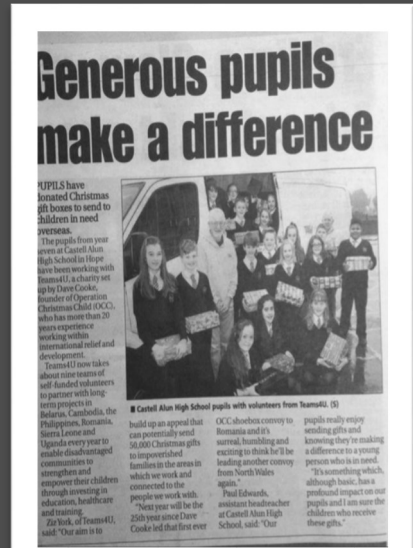 Generous pupils
make a difference
PUPILS have
donated Christmas
gift boxes to send to
children in need
overseas.
The pupils from year
seven at Castell Alun
High School in Hope
have been working with
Teams4U, a charity set
up by Dave Cooke,
founder of Operation
Christmas Child (OCC),
who has more than 20
years experience
working within
international relief and
development.
Teams4U now takes
about nine teams of
self-funded volunteers
to partner with long-
term projects in
Belarus, Cambodia, the
Philippines, Romania,
Sierra Leone and
Uganda every year to
enable disadvantaged
communities to
strengthen and
empower their children
through investing in
education, healthcare
and training.
Zie York, of Teams4U,
said: "Our aim is to
■ Castell Alun High School pupils with volunteers from Teams4U. (S)
build up an appeal that
can potentially send
50,000 Christmas gifts
to impoverished
families in the areas in
which we work and
connected to the
people we work with.
"Next year will be the
25th year since Dave
Cooke led that first ever
OCC shoebox convoy to
Romania and it's
surreal, humbling and
exciting to think he'll be
leading another convoy
from North Wales
again."
Paul Edwards,
assistant headteacher
at Castell Alun High
School, said: "Our
pupils really enjoy
sending gifts and
knowing they're making
a difference to a young
person who is in need.
"It's something which,
although basic, has a
profound impact on our
pupils and I am sure the
children who receive
these gifts."